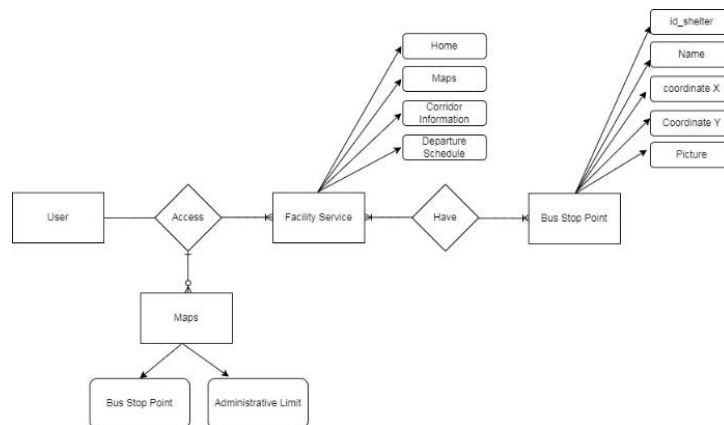 id_shelter
Home
Name
Maps
coordinate X
Corridor
Information
Coordinate Y
Departure
Schedule
Picture
User
Access
Facility Service
Have
Bus Stop Point
Maps
Bus Stop Point
Administrative Limit